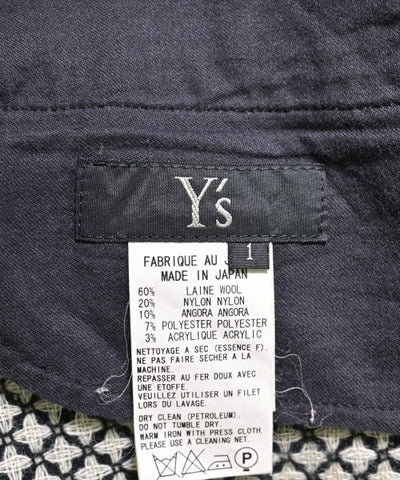 Y's
1
FABRIQUE AU J
MADE IN JAPAN
60% LAINE WOOL
20% NYLON NYLON
10% ANGORA ANGORA
7% POLYESTER POLYESTER
3% ACRYLIQUE ACRYLIC
NETTOYAGE A SEC (ESSENCE F).
NE PAS FAIRE SECHER A LA
MACHINE.
REPASSER AU FER DOUX AVEC
UNE ETOFFE.
VEUILLEZ UTILISER UN FILET
LORS DU LAVAGE.
DRY CLEAN (PETROLEUM).
DO NOT TUMBLE DRY.
WARM IRON WITH PRESS CLOTH.
PLEASE USE A CLEANING NET.
P